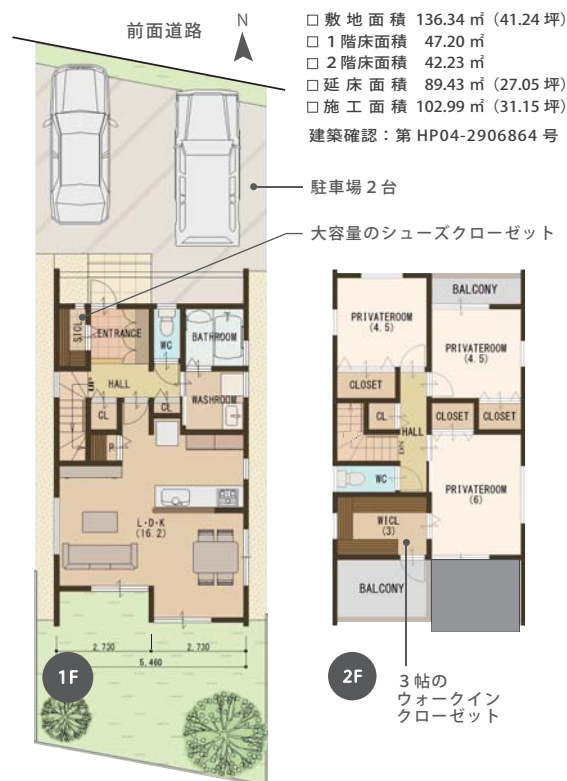 前面道路
N
□ 敷地面積 136.34 ㎡ (41.24 坪)
□ 1 階床面積 47.20 ㎡
□ 2 階床面積 42.23 ㎡
□ 延床面積 89.43 ㎡ (27.05 坪)
□ 施工面積 102.99 ㎡ (31.15 坪)
建築確認：第 HP04-2906864 号
駐車場 2 台
大容量のシューズクローゼット
SICL
ENTRANCE
WC
BATHROOM
UP
HALL
CL
CL
WASHROOM
P
L・D・K
(16.2)
2.730
2.730
5.460
1F
BALCONY
PRIVATEROOM
(4.5)
PRIVATEROOM
(4.5)
CLOSET
CL
CLOSET
CLOSET
HALL
DN
WC
PRIVATEROOM
(6)
WICL
(3)
BALCONY
2F
3 帖の
ウォークイン
クローゼット